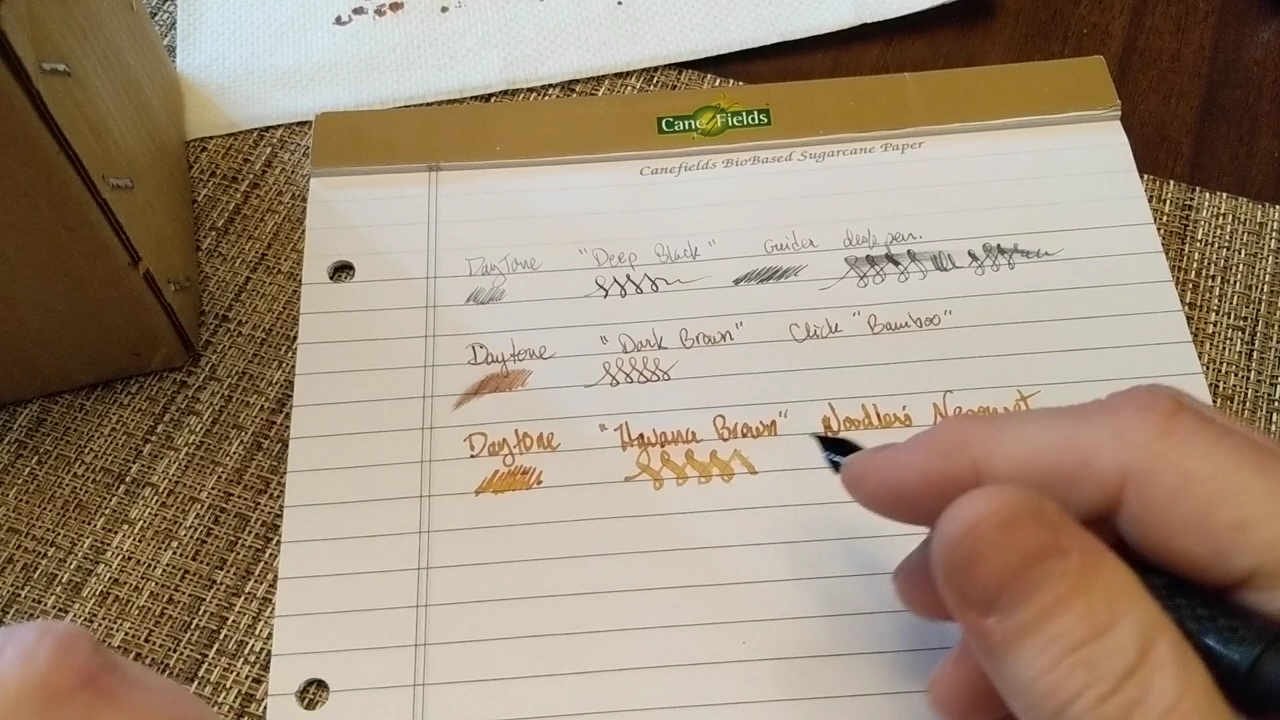 Cane Fields
Canefields BioBased Sugarcane Paper
Daytone "Deep Black" Guider desk pen.
Daytone "Dark Brown" Click "Bamboo"
Daytone "Havana Brown" Noodler's